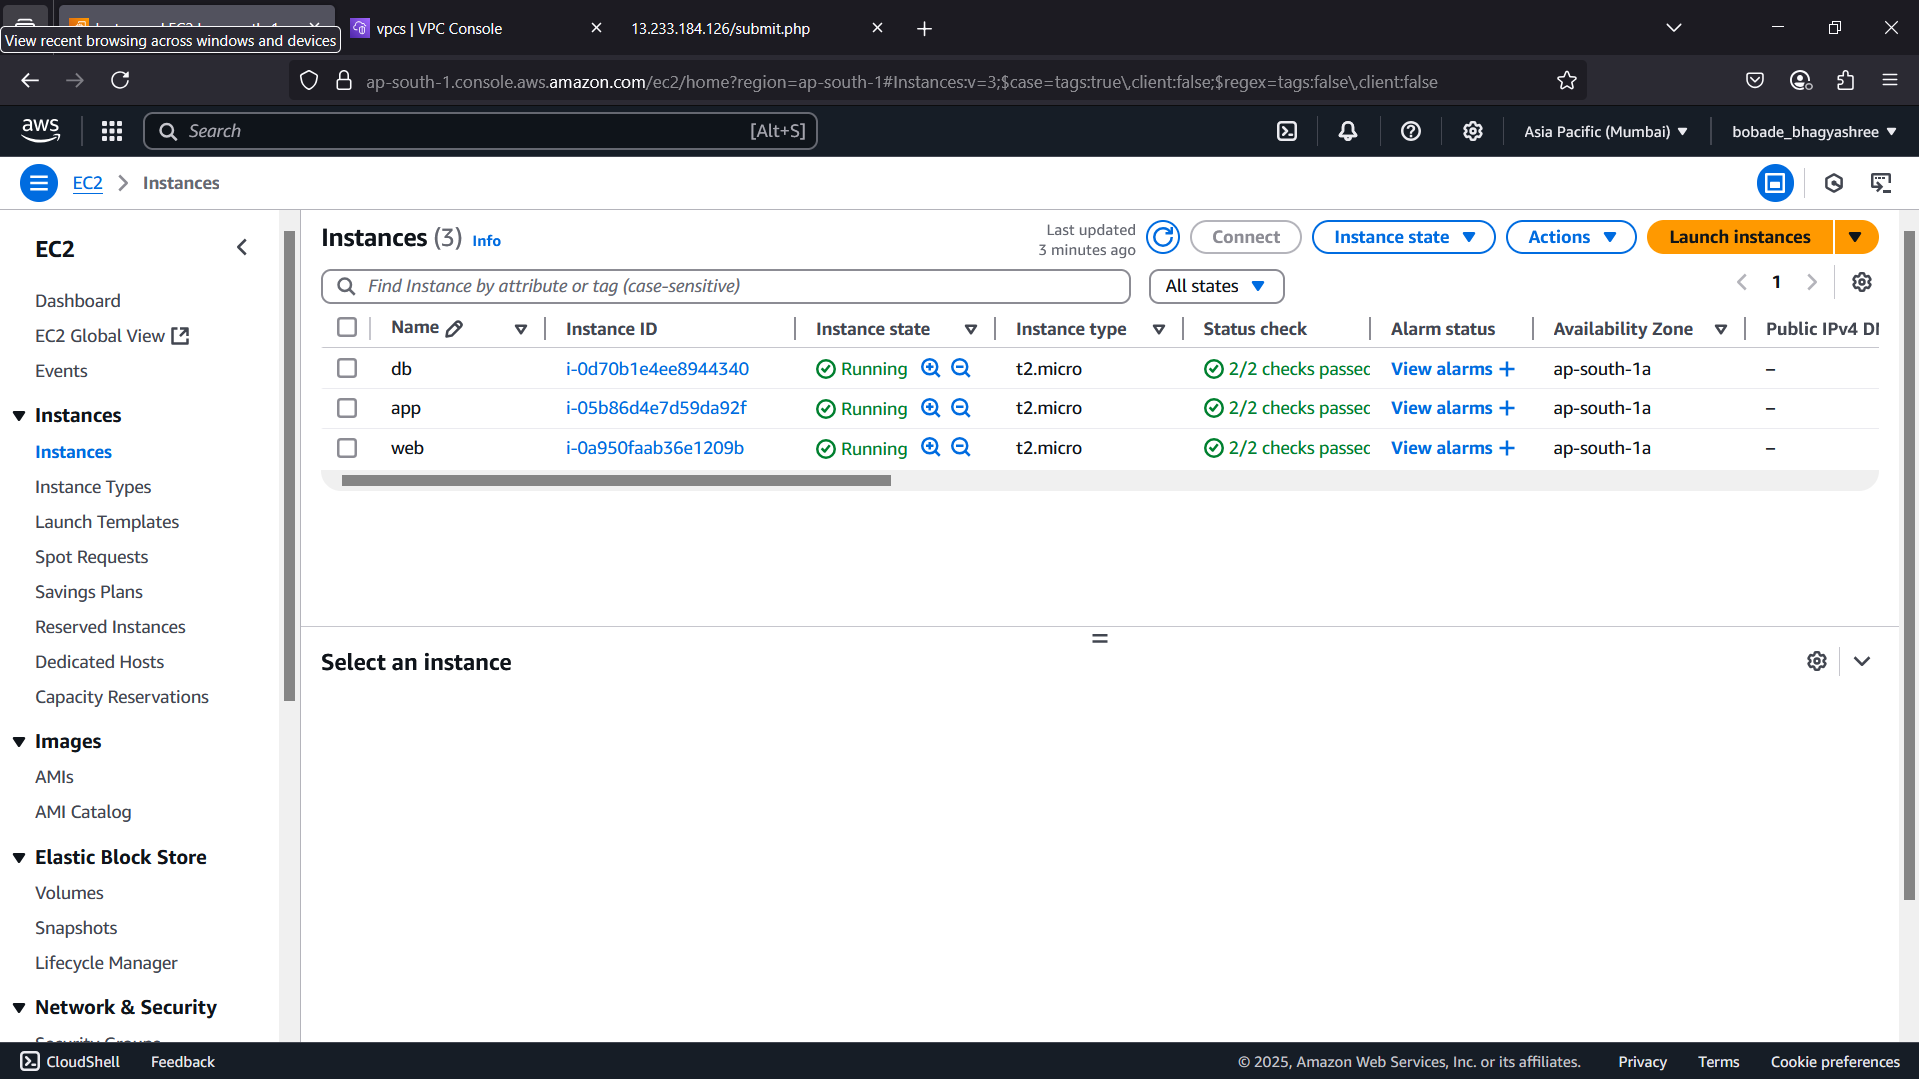 View recent browsing across windows and devices
vpcs | VPC Console
13.233.184.126/submit.php
ap-south-1.console.aws.amazon.com/ec2/home?region=ap-south-1#Instances:v=3;$case=tags:true\,client:false;$regex=tags:false\,client:false
aws
Search
[Alt+S]
Asia Pacific (Mumbai)
bobade_bhagyashree
EC2
Instances
EC2
Dashboard
EC2 Global View
Events
Instances
Instances
Instance Types
Launch Templates
Spot Requests
Savings Plans
Reserved Instances
Dedicated Hosts
Capacity Reservations
Images
AMIs
AMI Catalog
Elastic Block Store
Volumes
Snapshots
Lifecycle Manager
Network & Security
Instances (3) Info
Last updated
3 minutes ago
Connect
Instance state
Actions
Launch instances
Find Instance by attribute or tag (case-sensitive)
All states
1
Name Instance ID Instance state Instance type Status check Alarm status Availability Zone Public IPv4 
db i-0d70b1e4ee8944340 Running t2.micro 2/2 checks passed View alarms + ap-south-1a –
app i-05b86d4e7d59da92f Running t2.micro 2/2 checks passed View alarms + ap-south-1a –
web i-0a950faab36e1209b Running t2.micro 2/2 checks passed View alarms + ap-south-1a –
Select an instance
CloudShell
Feedback
© 2025, Amazon Web Services, Inc. or its affiliates.
Privacy
Terms
Cookie preferences